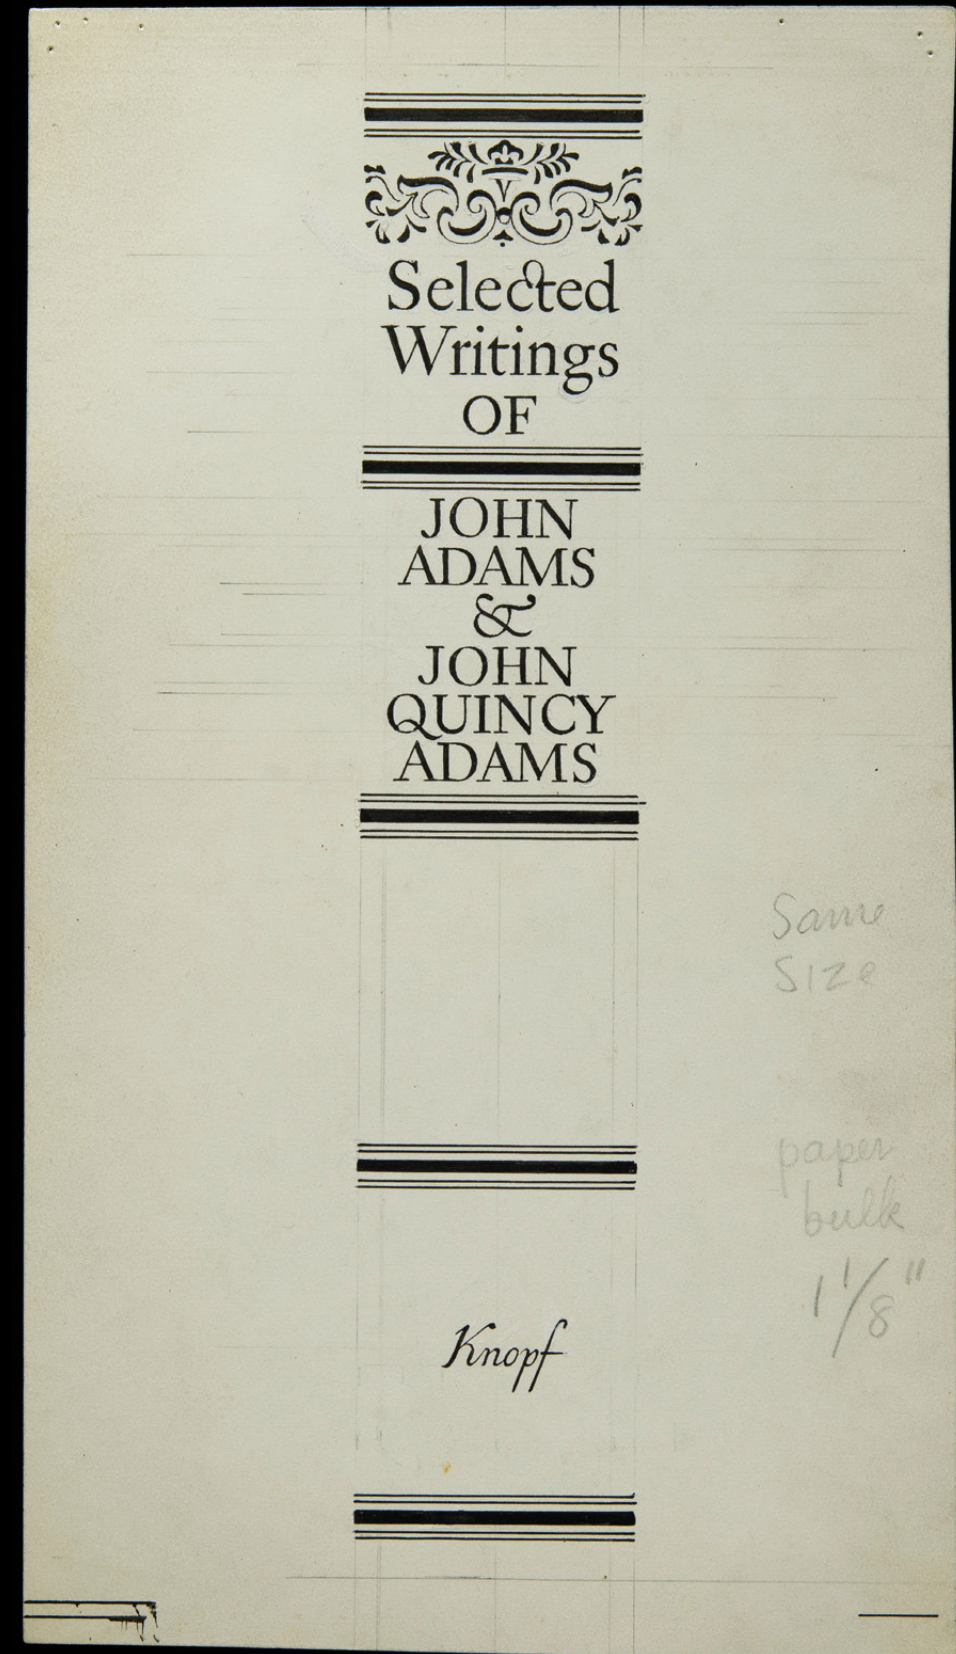 Selected
Writings
OF
JOHN
ADAMS
&
JOHN
QUINCY
ADAMS
Same
Size
paper
bulk
1 1/8"
Knopf